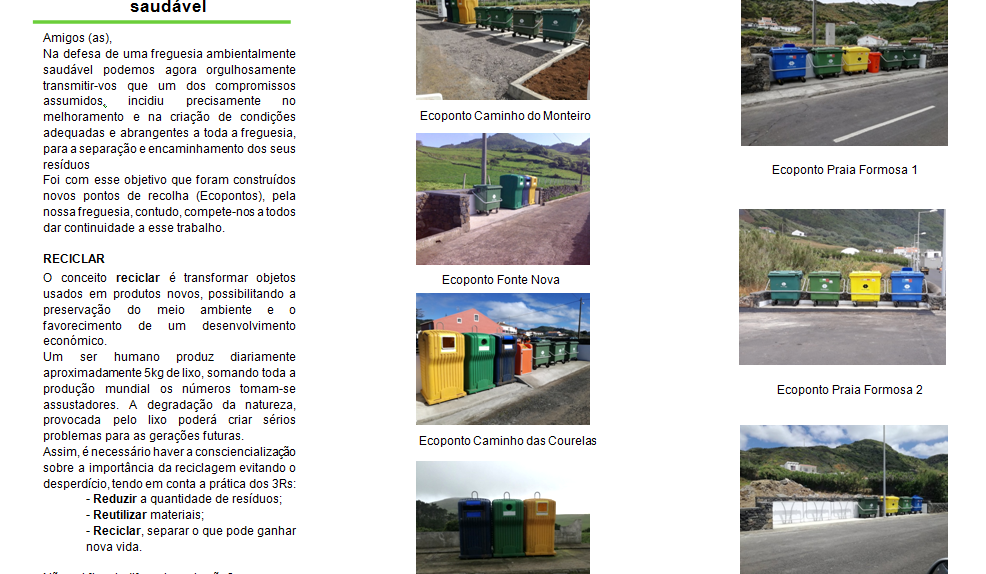 saudável
Amigos (as),
Na defesa de uma freguesia ambientalmente
saudável podemos agora orgulhosamente
transmitir-vos que um dos compromissos
assumidos, incidiu precisamente no
melhoramento e na criação de condições
adequadas e abrangentes a toda a freguesia,
para a separação e encaminhamento dos seus
resíduos
Foi com esse objetivo que foram construídos
novos pontos de recolha (Ecopontos), pela
nossa freguesia, contudo, compete-nos a todos
dar continuidade a esse trabalho.
RECICLAR
O conceito reciclar é transformar objetos
usados em produtos novos, possibilitando a
preservação do meio ambiente e o
favorecimento de um desenvolvimento
económico.
Um ser humano produz diariamente
aproximadamente 5kg de lixo, somando toda a
produção mundial os números tornam-se
assustadores. A degradação da natureza,
provocada pelo lixo poderá criar sérios
problemas para as gerações futuras.
Assim, é necessário haver a consciencialização
sobre a importância da reciclagem evitando o
desperdício, tendo em conta a prática dos 3Rs:
- Reduzir a quantidade de resíduos;
- Reutilizar materiais;
- Reciclar, separar o que pode ganhar
nova vida.
Ecoponto Caminho do Monteiro
Ecoponto Fonte Nova
Ecoponto Caminho das Courelas
Ecoponto Praia Formosa 1
Ecoponto Praia Formosa 2